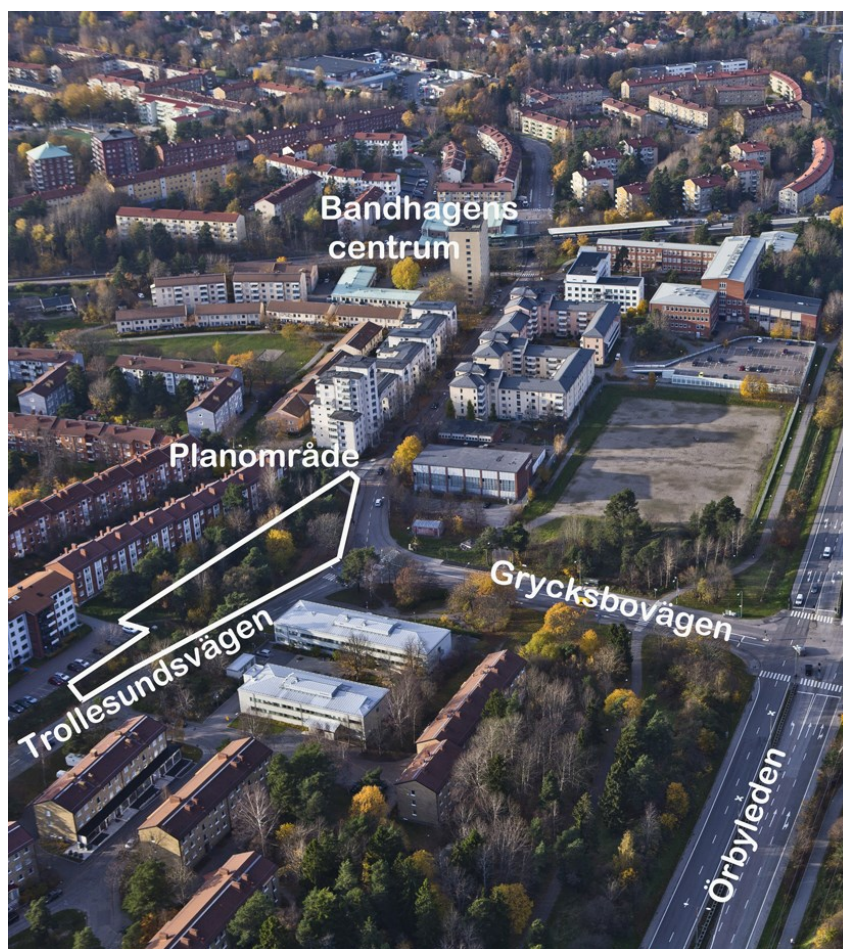 Bandhagens
centrum
Planområde
Grycksbovägen
Trollesundsvägen
Örbyleden